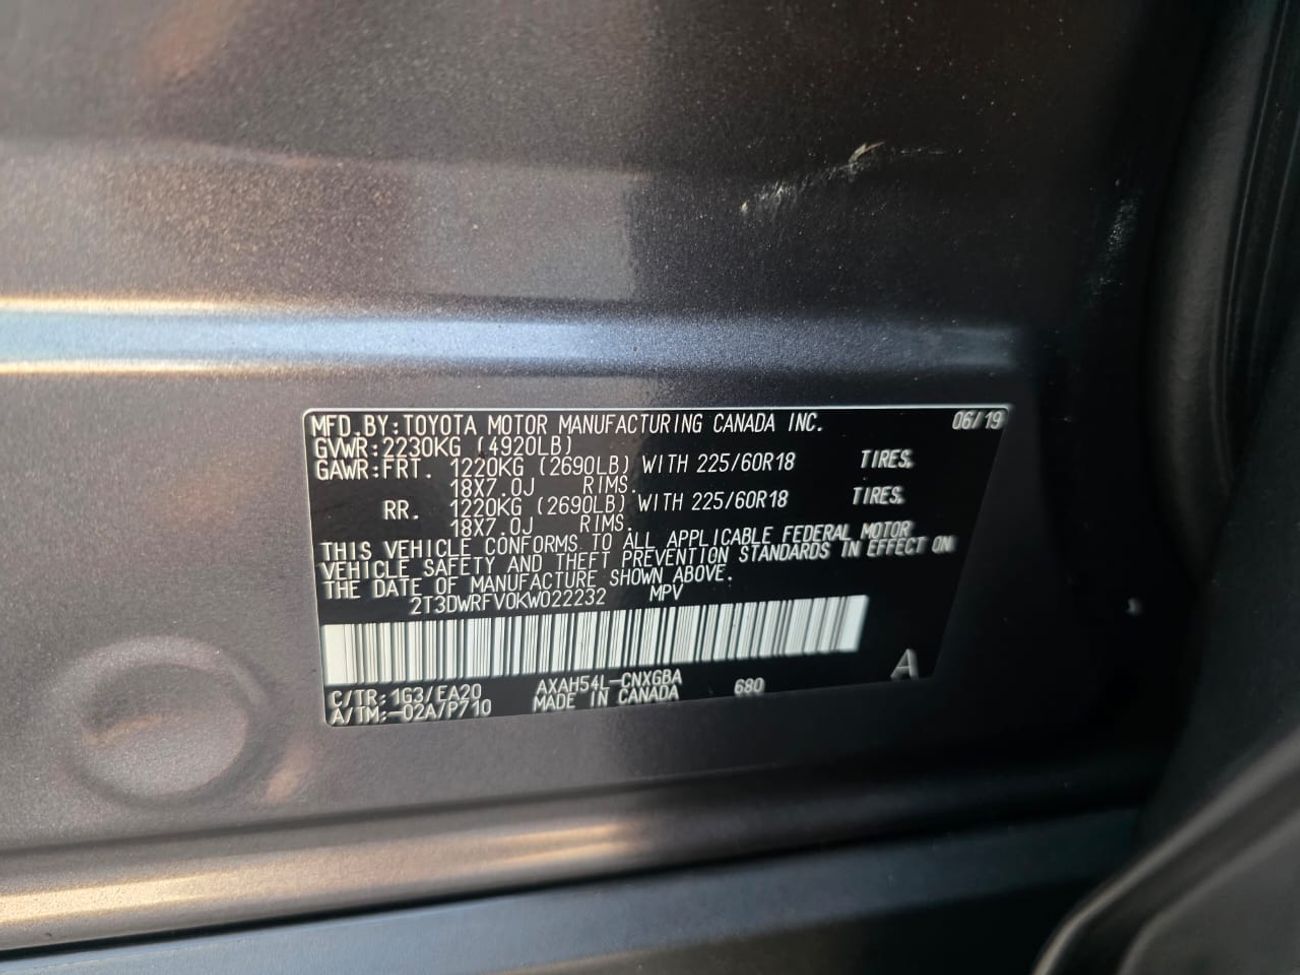 MFD.BY:TOYOTA MOTOR MANUFACTURING CANADA INC. 06/19
GVWR:2230KG (4920LB)
GAWR:FRT. 1220KG (2690LB) WITH 225/60R18 TIRES.
18X7.0J RIMS.
RR. 1220KG (2690LB) WITH 225/60R18 TIRES.
18X7.0J RIMS.
THIS VEHICLE CONFORMS TO ALL APPLICABLE FEDERAL MOTOR
VEHICLE SAFETY AND THEFT PREVENTION STANDARDS IN EFFECT ON
THE DATE OF MANUFACTURE SHOWN ABOVE.
2T3DWRFV0KW022232 MPV
C/TR:1G3/EA20 AXAH54L-CNXGBA 680 A
A/TM:-02A/P710 MADE IN CANADA